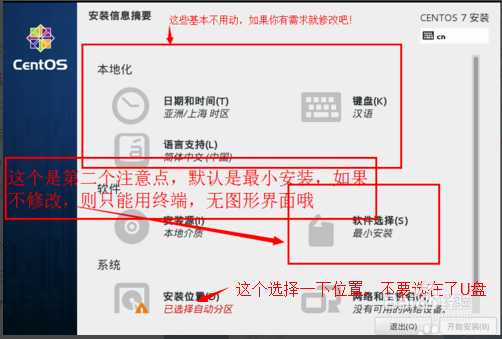 安装信息摘要
这些基本不用动，如果你有需求就修改吧！
CENTOS 7 安装
cn
CentOS
本地化
日期和时间(T)
亚洲/上海 时区
键盘(K)
汉语
语言支持(L)
简体中文 (中国)
这个是第二个注意点，默认是最小安装，如果
不修改，则只能用终端，无图形界面哦
软件
安装源(I)
本地介质
软件选择(S)
最小安装
系统
这个选择一下位置，不要选在了U盘
安装位置(D)
已选择自动分区
没有可用的网络设备。
退出(Q)
开始安装(B)